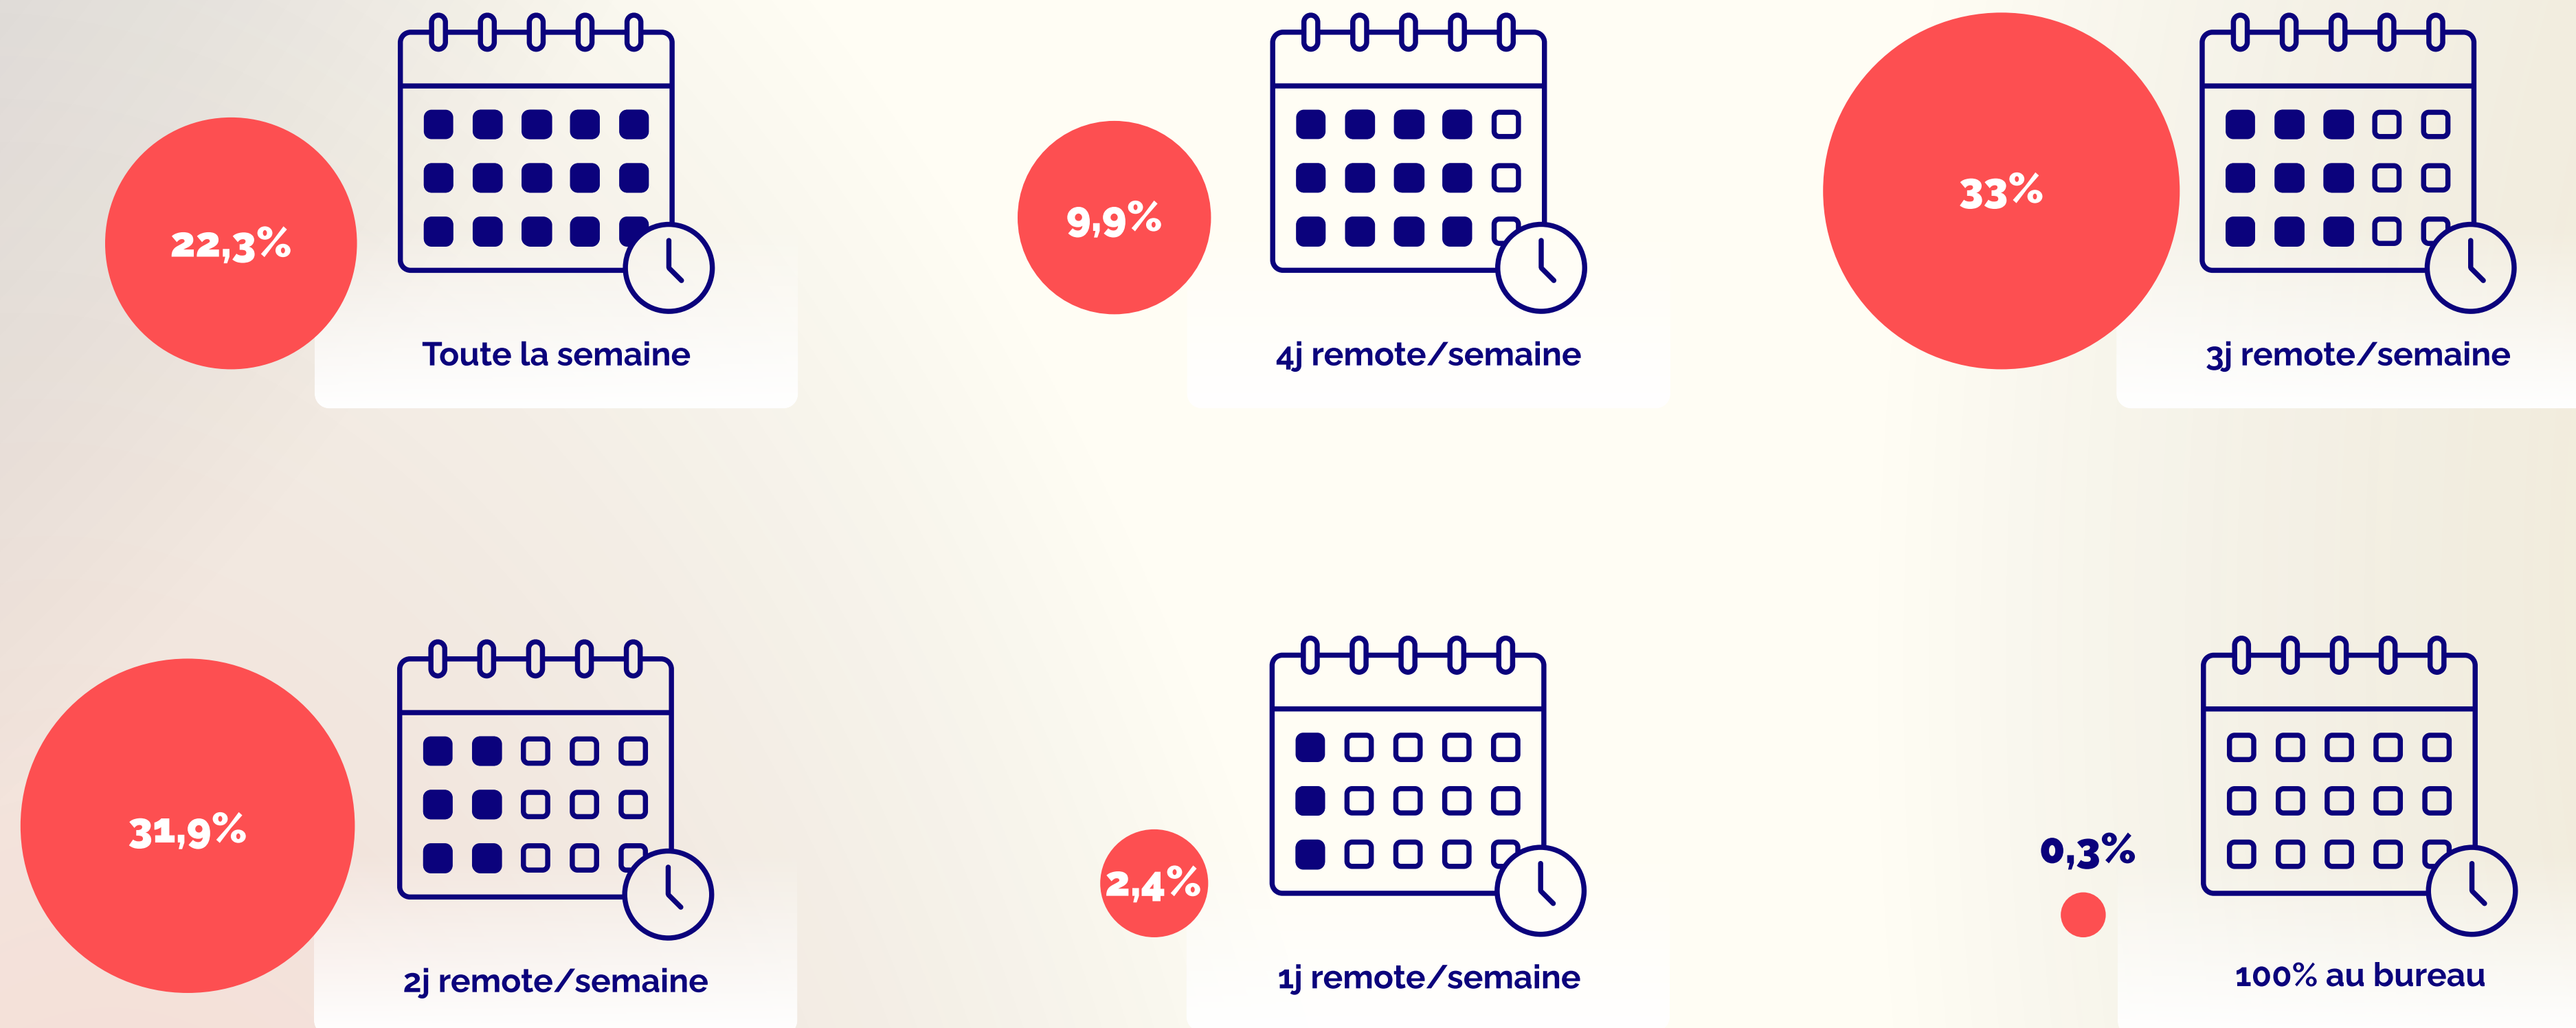 22,3%
Toute la semaine
9,9%
4j remote/semaine
33%
3j remote/semaine
31,9%
2j remote/semaine
2,4%
1j remote/semaine
0,3%
100% au bureau